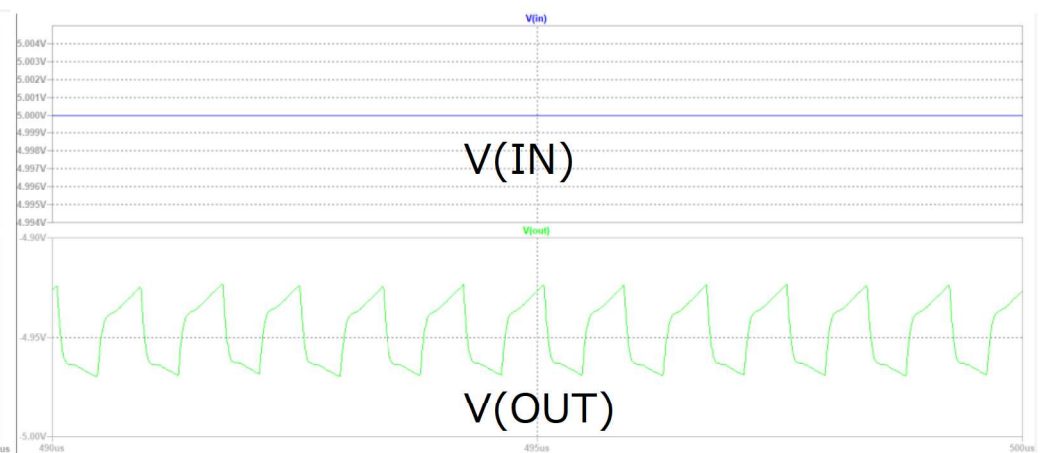 V(in)
5.004V
5.003V
5.002V
5.001V
5.000V
4.999V
4.998V
4.997V
4.996V
4.995V
4.994V
V(IN)
V(out)
-4.90V
-4.95V
-5.00V
V(OUT)
us
490us
495us
500us